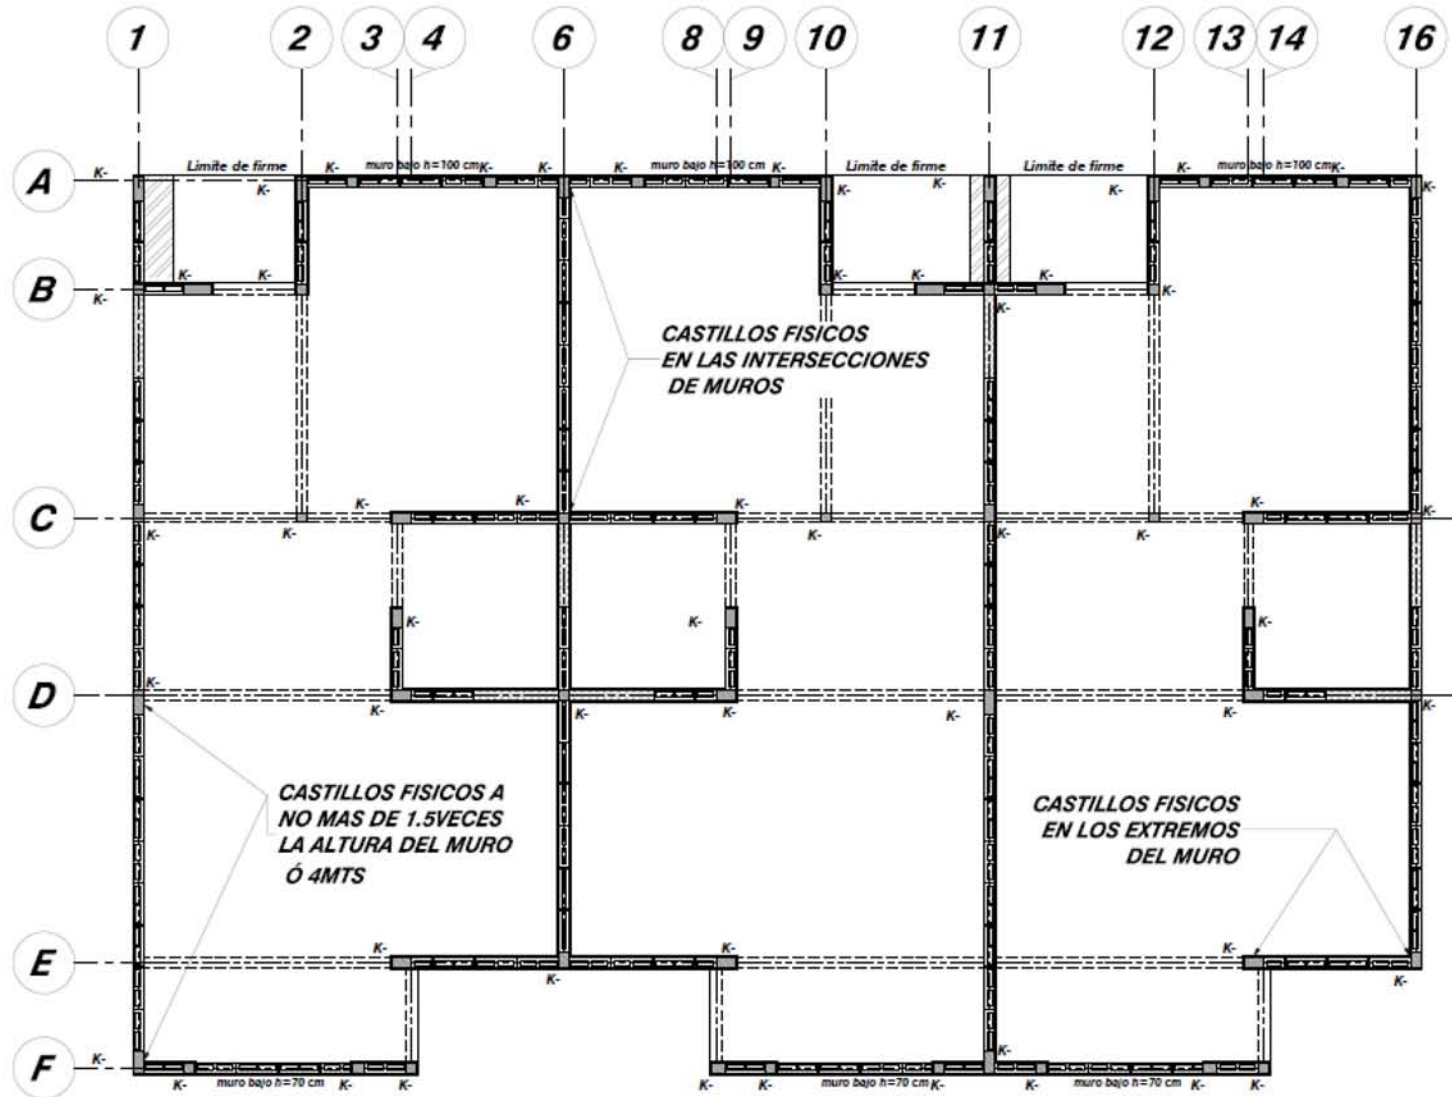 1 2 3 4 6 8 9 10 11 12 13 14 16
K- Limite de firme K- muro bajo h=100 cm K- K- K- muro bajo h=100 cm K- Limite de firme Limite de firme K- muro bajo h=100 cm K-
A K- K- K- K- K-
K- K- K- K- K-
B K- K- K-
CASTILLOS FISICOS
EN LAS INTERSECCIONES
DE MUROS
K- K- K- K-
C K-
K- K- K- K- K- K-
K- K- K-
K-
D K- K- K- K- K- K-
CASTILLOS FISICOS A
NO MAS DE 1.5VECES
LA ALTURA DEL MURO
Ó 4MTS
CASTILLOS FISICOS
EN LOS EXTREMOS
DEL MURO
K- K- K-
E K- K-
K- K-
F
K- muro bajo h=70 cm K- K- K- K- muro bajo h=70 cm K- K- muro bajo h=70 cm K- K-